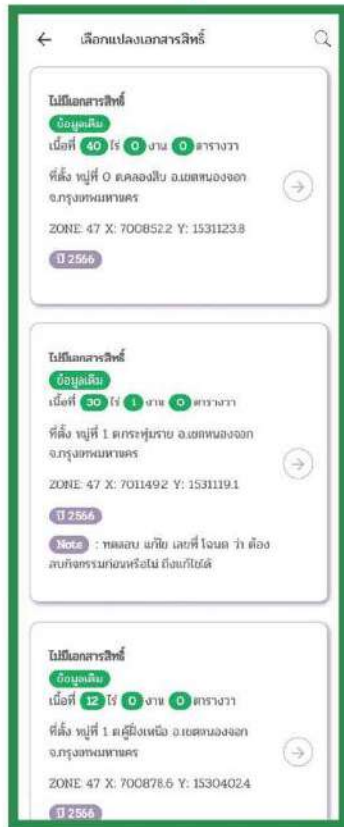 เลือกแปลงเอกสารสิทธิ์
ไม่มีเอกสารสิทธิ์
ข้อมูลเดิม
เนื้อที่ 40 ไร่ 0 งาน 0 ตารางวา
ที่ตั้ง หมู่ที่ 0 ต.คลองสิบ อ.เขตหนองจอก
จ.กรุงเทพมหานคร
ZONE: 47 X: 700852.2 Y: 1531123.8
ปี 2566
ไม่มีเอกสารสิทธิ์
ข้อมูลเดิม
เนื้อที่ 30 ไร่ 1 งาน 0 ตารางวา
ที่ตั้ง หมู่ที่ 1 ต.กระทุ่มราย อ.เขตหนองจอก
จ.กรุงเทพมหานคร
ZONE: 47 X: 701149.2 Y: 1531119.1
ปี 2566
Note : ทดสอบ แก้ไข เลขที่ โฉนด ว่า ต้อง
ลบกิจกรรมก่อนหรือไม่ ถึงแก้ไขได้
ไม่มีเอกสารสิทธิ์
ข้อมูลเดิม
เนื้อที่ 12 ไร่ 0 งาน 0 ตารางวา
ที่ตั้ง หมู่ที่ 1 ต.คู้ฝั่งเหนือ อ.เขตหนองจอก
จ.กรุงเทพมหานคร
ZONE: 47 X: 700878.6 Y: 1530402.4
ปี 2566